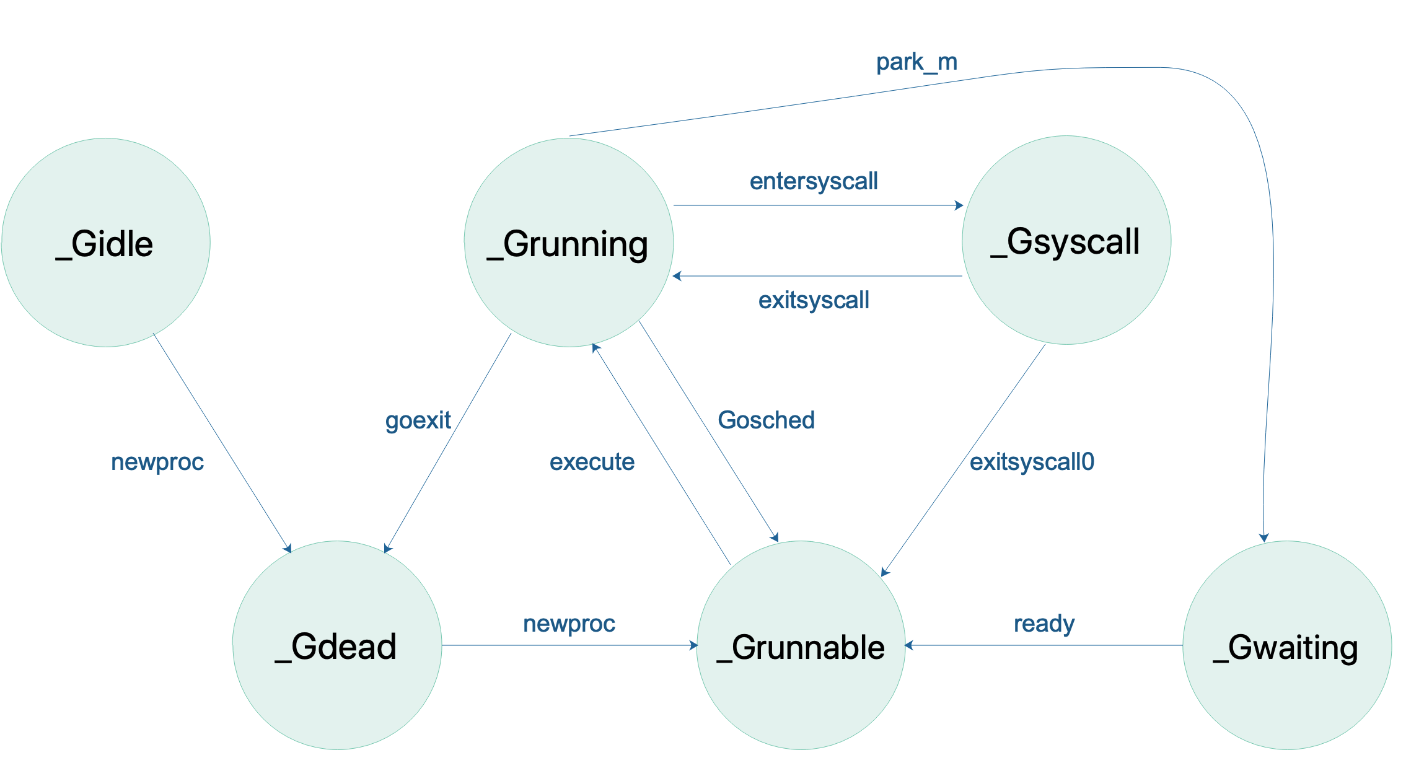 park_m
entersyscall
_Gidle
_Grunning
_Gsyscall
exitsyscall
goexit
Gosched
newproc
execute
exitsyscall0
newproc
ready
_Gdead
_Grunnable
_Gwaiting